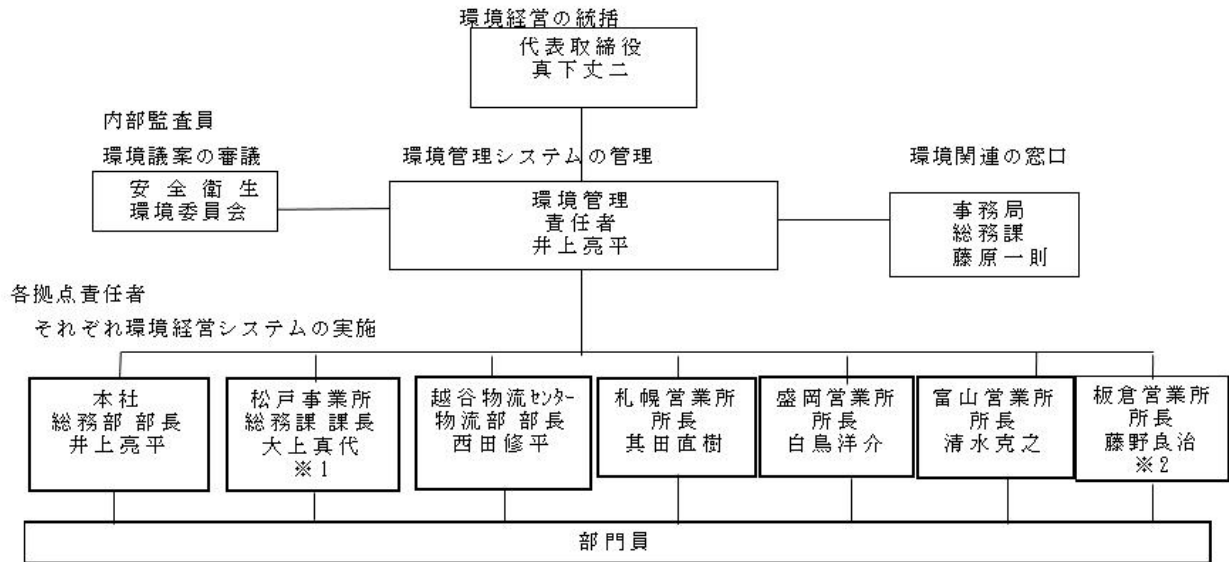 環境経営の統括
代表取締役
真下丈二
内部監査員
環境議案の審議
環境管理システムの管理
環境関連の窓口
安全衛生
環境委員会
環境管理
責任者
井上亮平
事務局
総務課
藤原一則
各拠点責任者
それぞれ環境経営システムの実施
本社
総務部部長
井上亮平
松戸事業所
総務課課長
大上真代
※1
越谷物流ｾﾝﾀｰ
物流部部長
西田修平
札幌営業所
所長
其田直樹
盛岡営業所
所長
白鳥洋介
富山営業所
所長
清水克之
板倉営業所
所長
藤野良治
※2
部門員